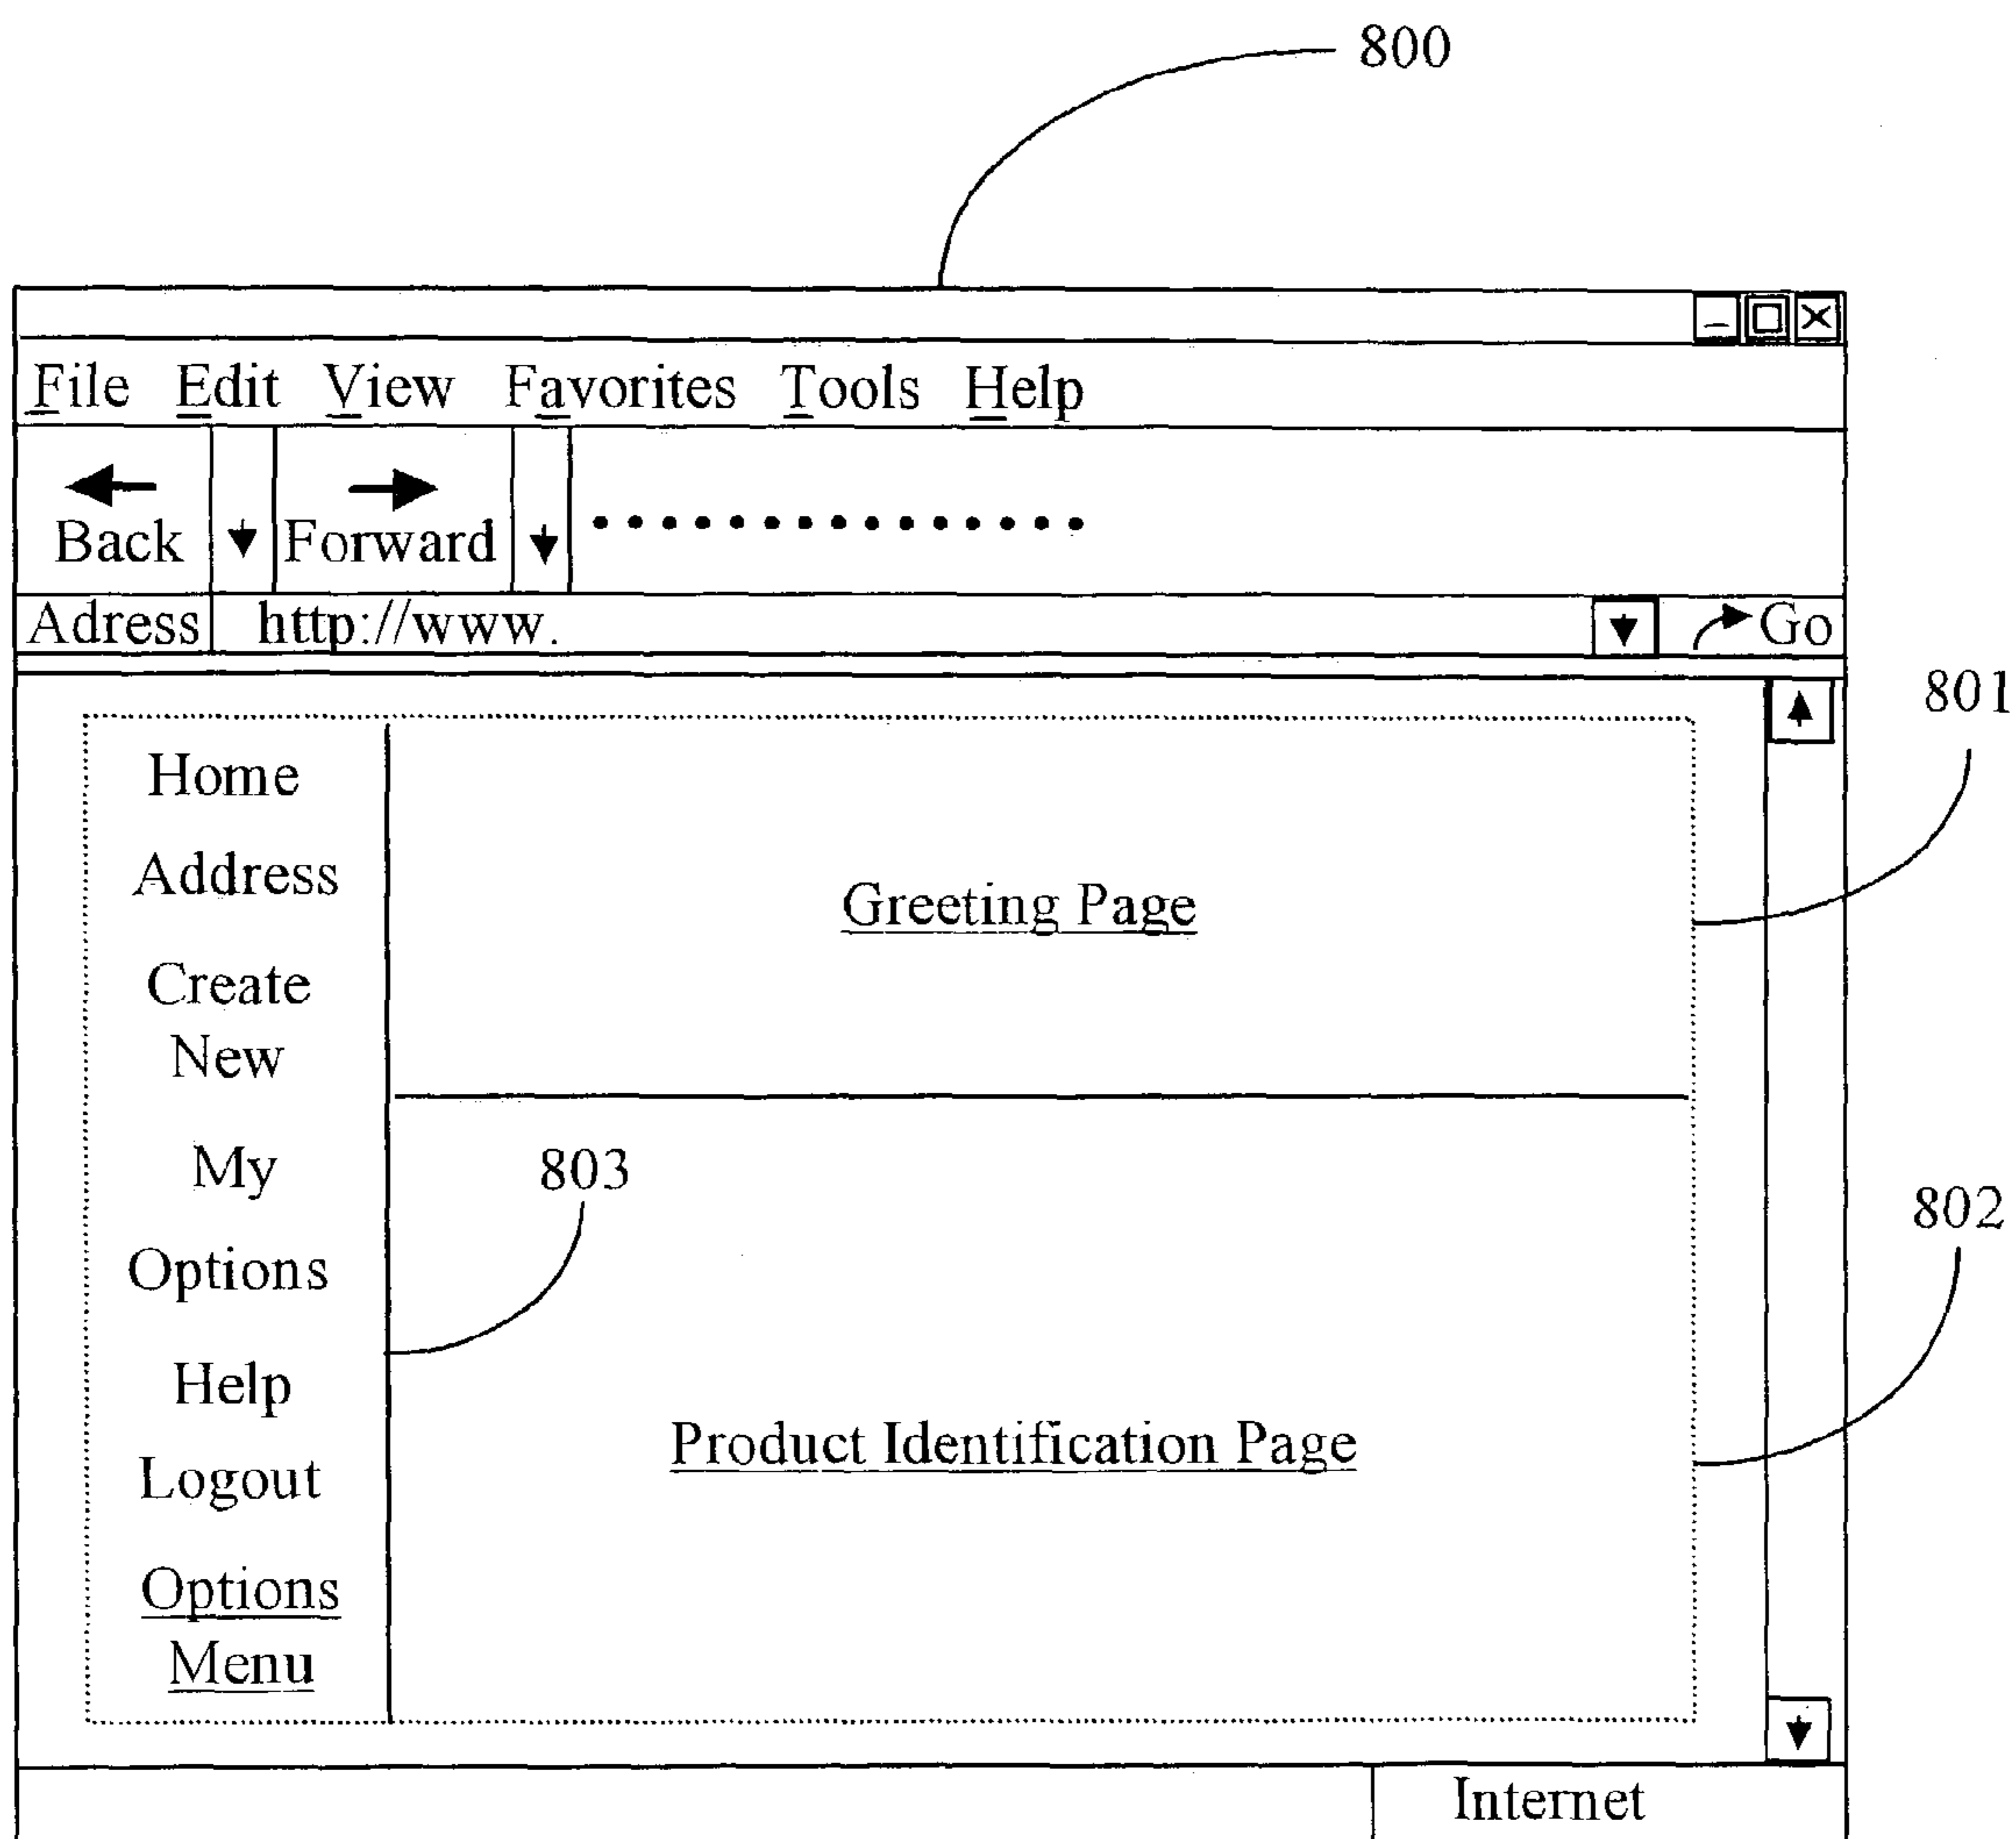 800
File Edit View Favorites Tools Help
Back Forward
Adress http://www. Go
801
Home
Address
Greeting Page
Create
New
My
803
802
Options
Help
Product Identification Page
Logout
Options
Menu
Internet